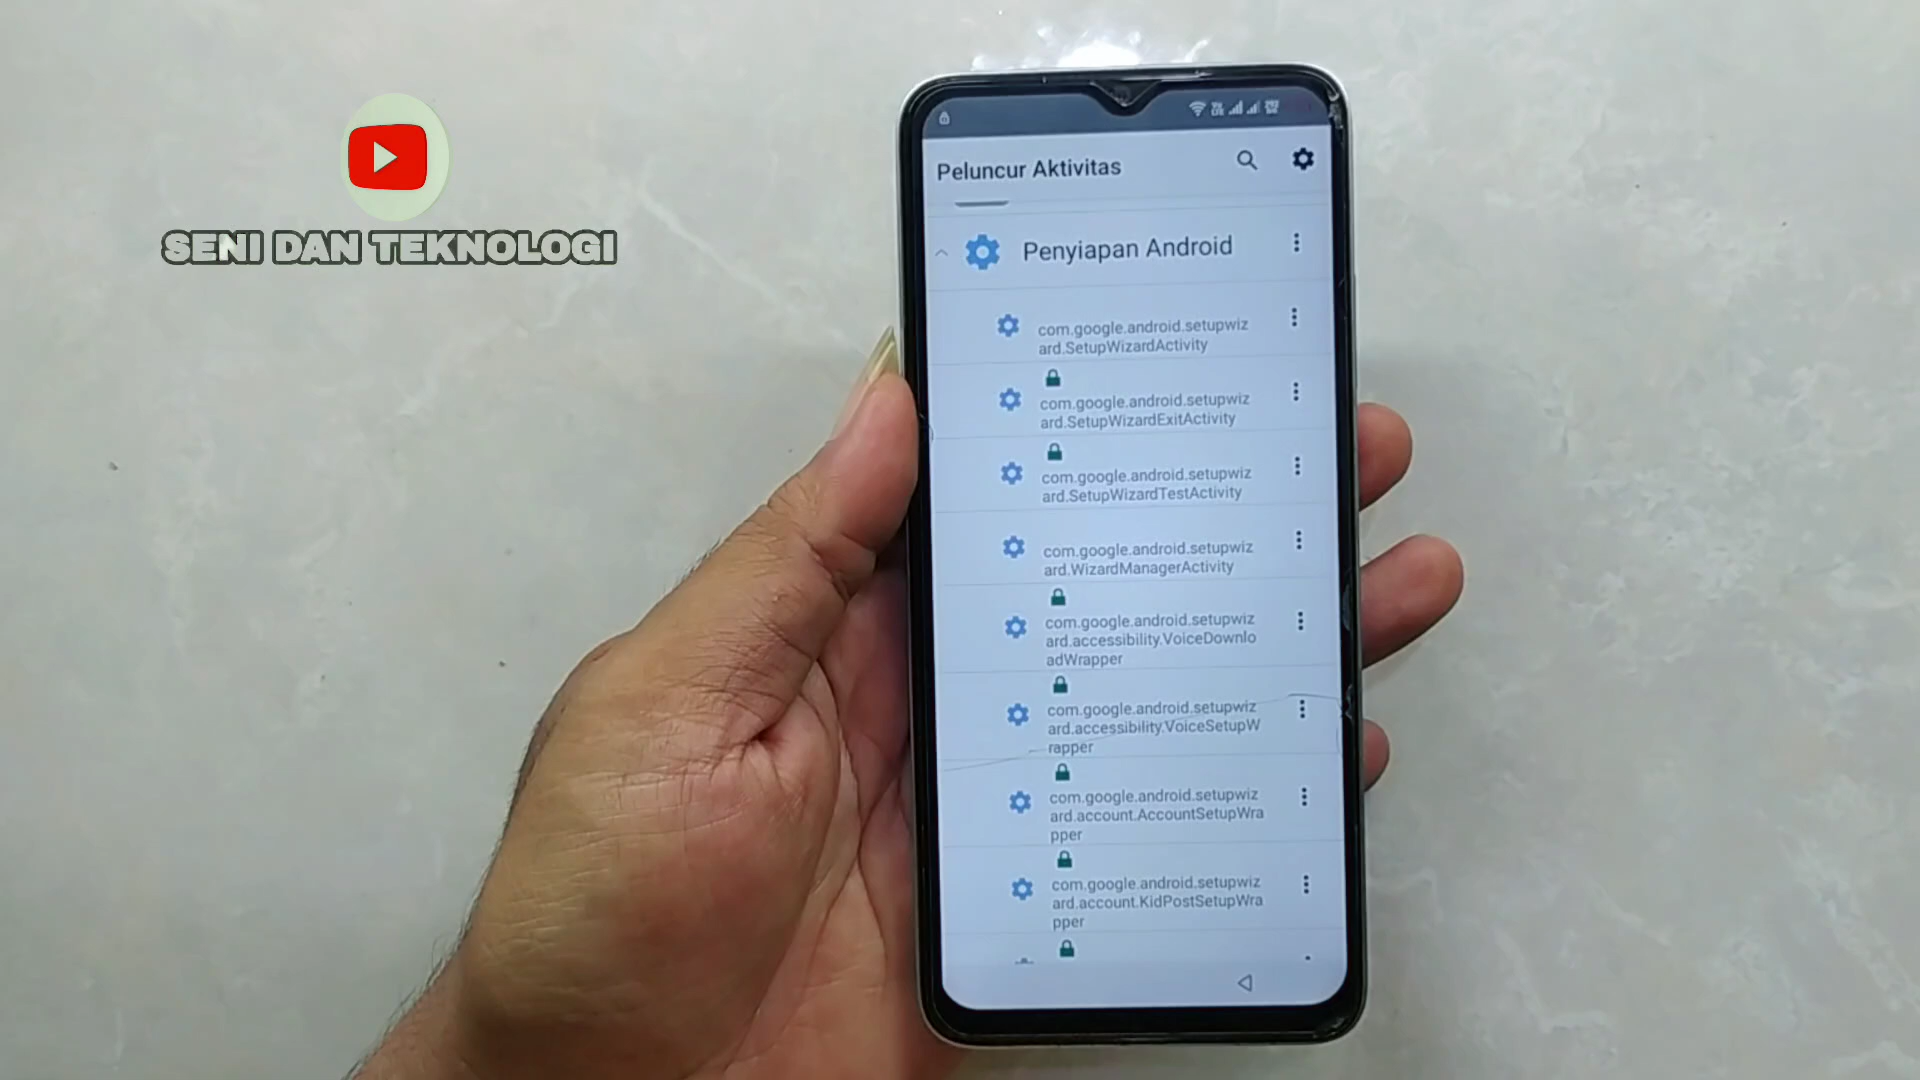 SENI DAN TEKNOLOGI
Peluncur Aktivitas
Penyiapan Android
com.google.android.setupwiz
ard.SetupWizardActivity
com.google.android.setupwiz
ard.SetupWizardExitActivity
com.google.android.setupwiz
ard.SetupWizardTestActivity
com.google.android.setupwiz
ard.WizardManagerActivity
com.google.android.setupwiz
ard.accessibility.VoiceDownlo
adWrapper
com.google.android.setupwiz
ard.accessibility.VoiceSetupW
rapper
com.google.android.setupwiz
ard.account.AccountSetupWra
pper
com.google.android.setupwiz
ard.account.KidPostSetupWra
pper